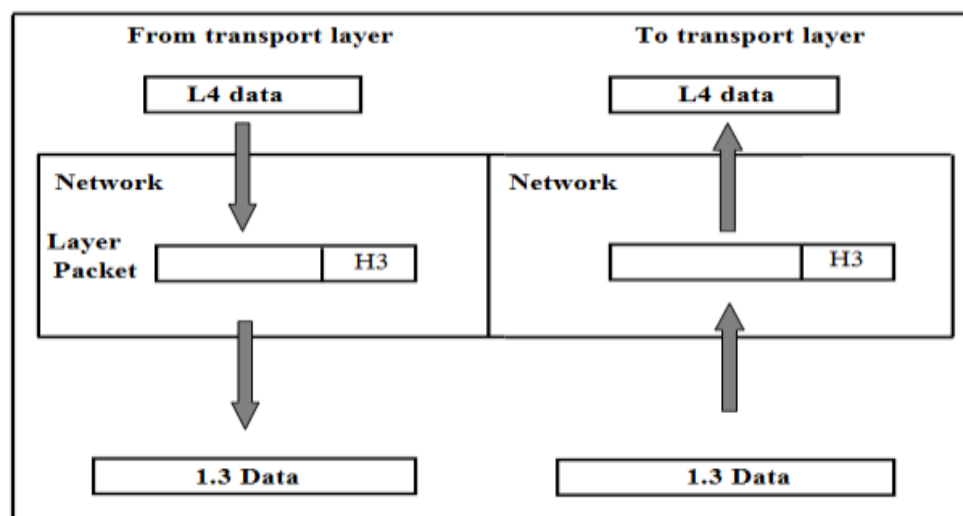 From transport layer
To transport layer
L4 data
L4 data
Network
Network
Layer
Packet
H3
H3
1.3 Data
1.3 Data